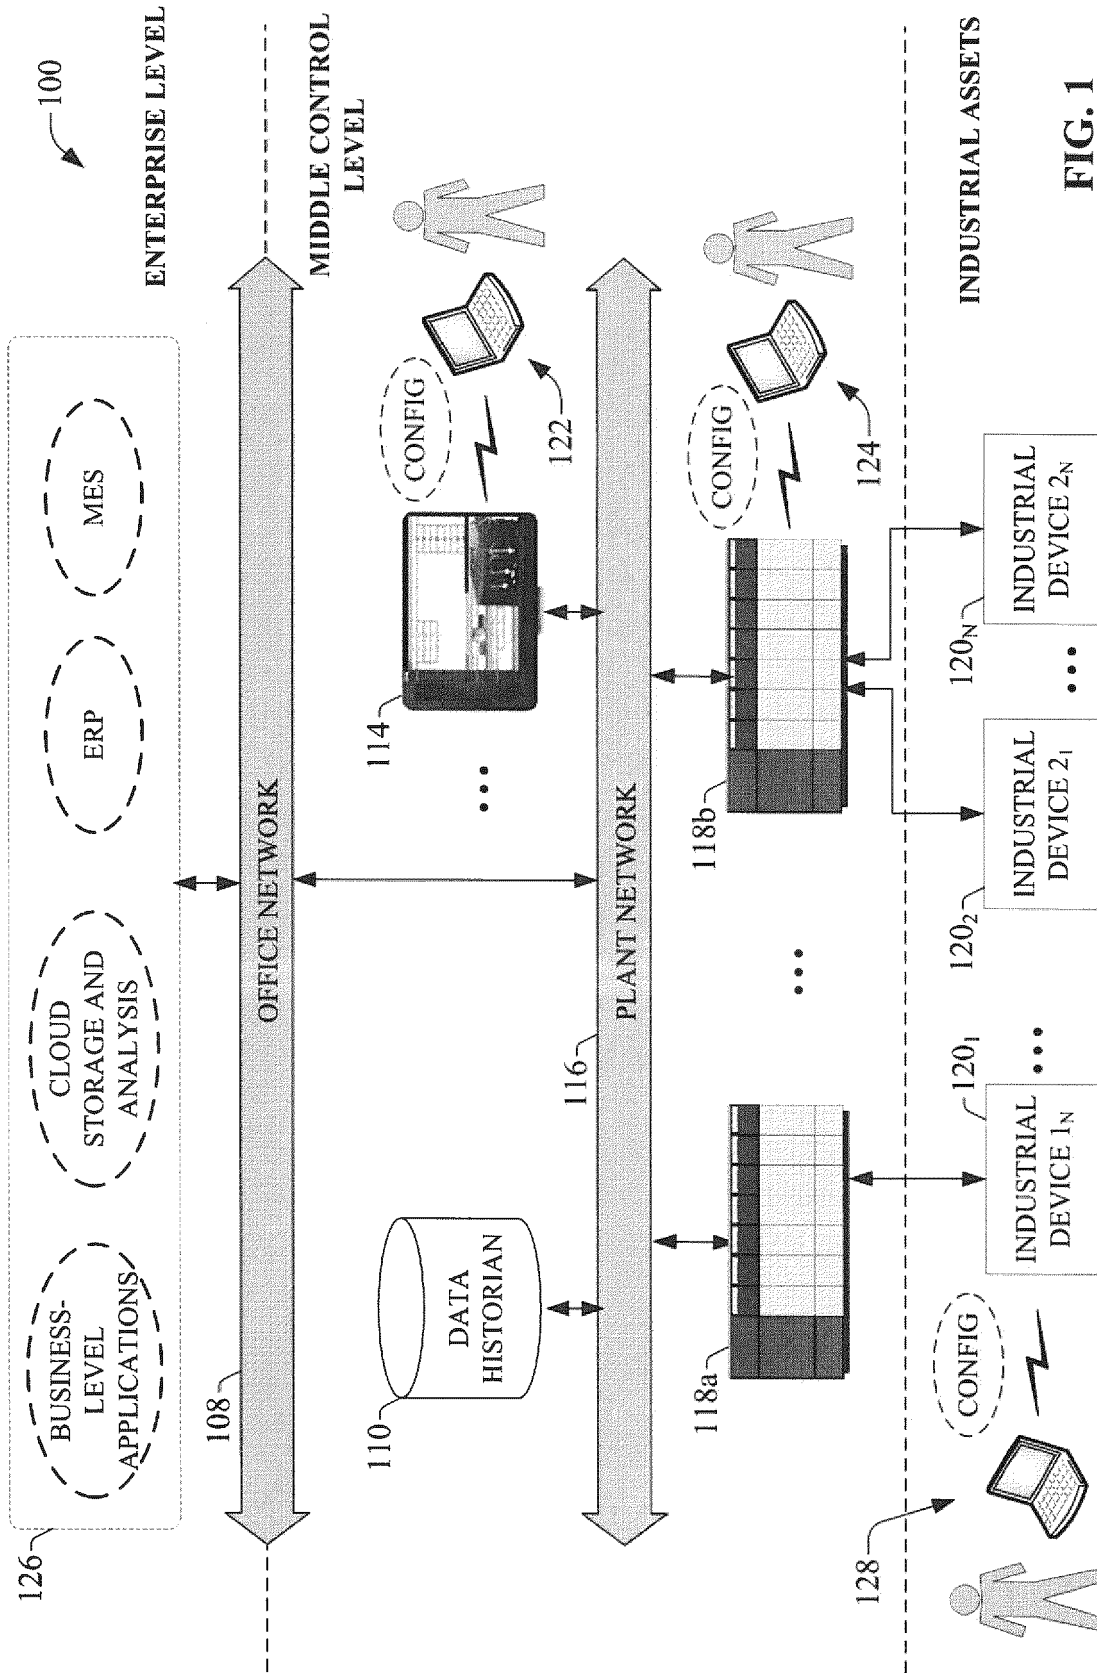 100
ENTERPRISE LEVEL
126
BUSINESS-
LEVEL
APPLICATIONS
CLOUD
STORAGE AND
ANALYSIS
ERP
MES
108
OFFICE NETWORK
MIDDLE CONTROL
LEVEL
110
DATA
HISTORIAN
114
CONFIG
122
116
PLANT NETWORK
118a
118b
CONFIG
124
INDUSTRIAL ASSETS
128
CONFIG
120₁
INDUSTRIAL
DEVICE 1ₙ
120₂
INDUSTRIAL
DEVICE 2₁
120ₙ
INDUSTRIAL
DEVICE 2ₙ
FIG. 1